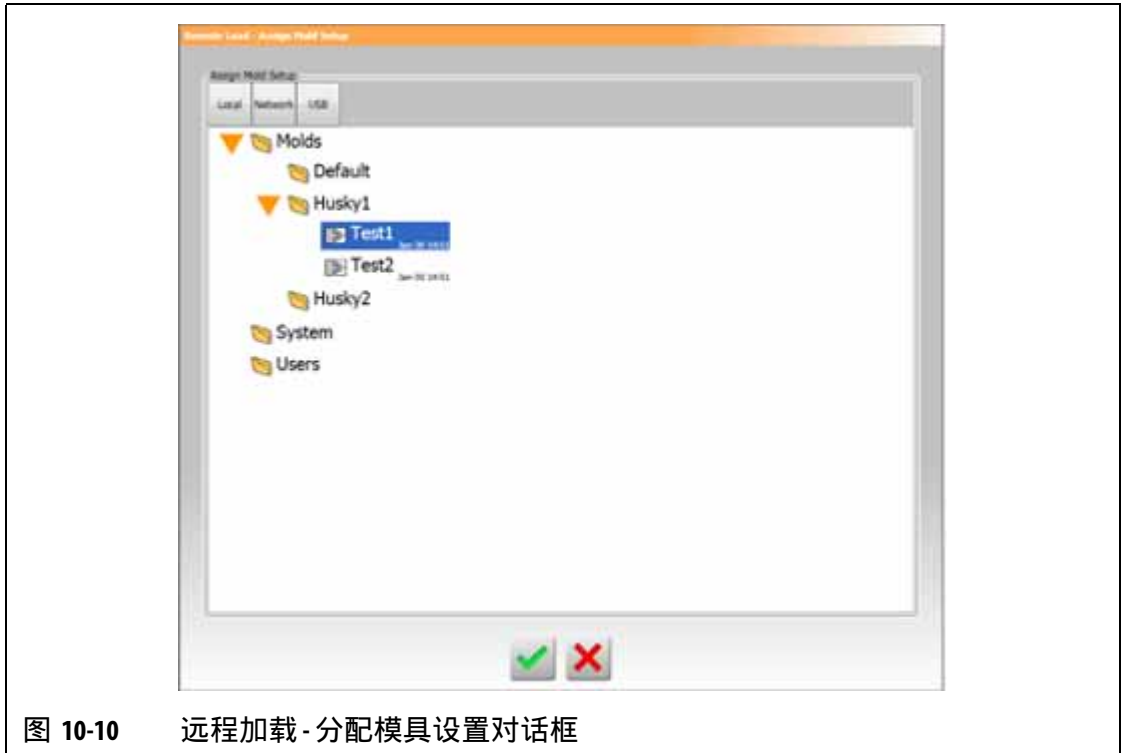 Remote Load - Assign Mold Setup
Assign Mold Setup
Local Network USB
Molds
Default
Husky1
Test1
Test2
Husky2
System
Users
图 10-10 远程加载 - 分配模具设置对话框